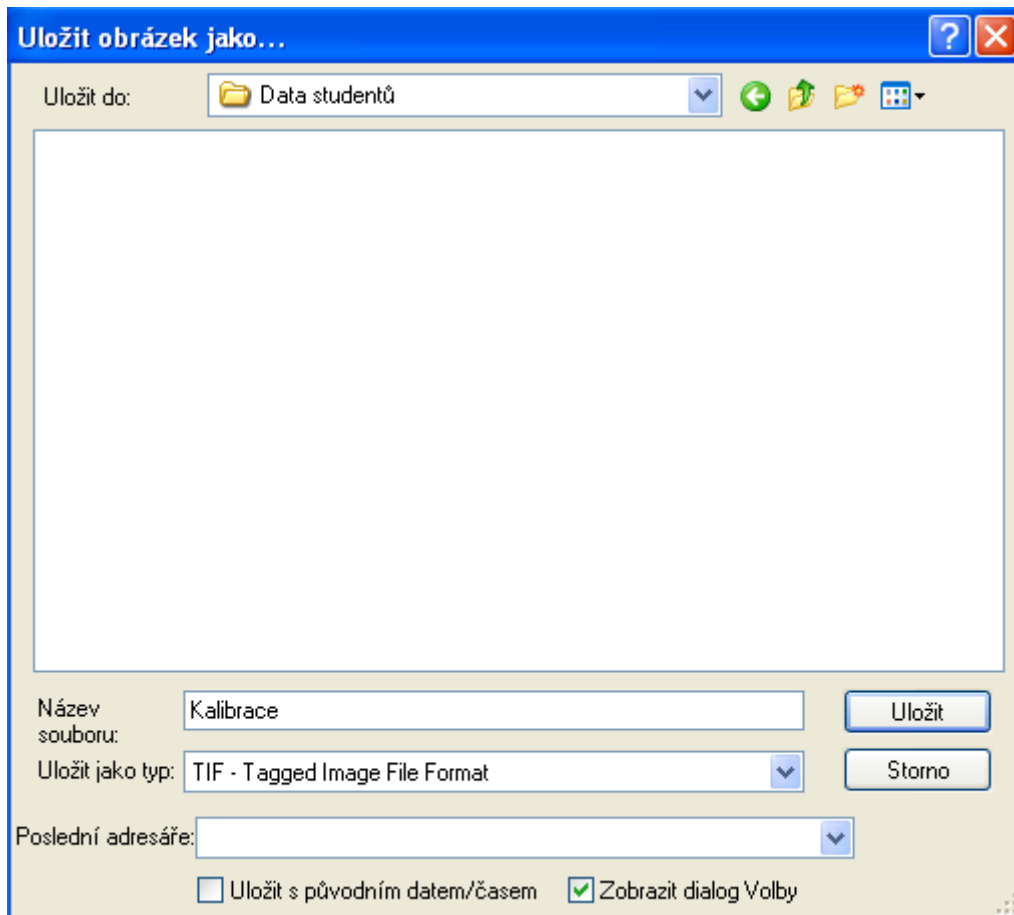 Uložit obrázek jako...
Uložit do:
Data studentů
Název
souboru:
Kalibrace
Uložit
Uložit jako typ:
TIF - Tagged Image File Format
Storno
Poslední adresáře:
Uložit s původním datem/časem
Zobrazit dialog Volby